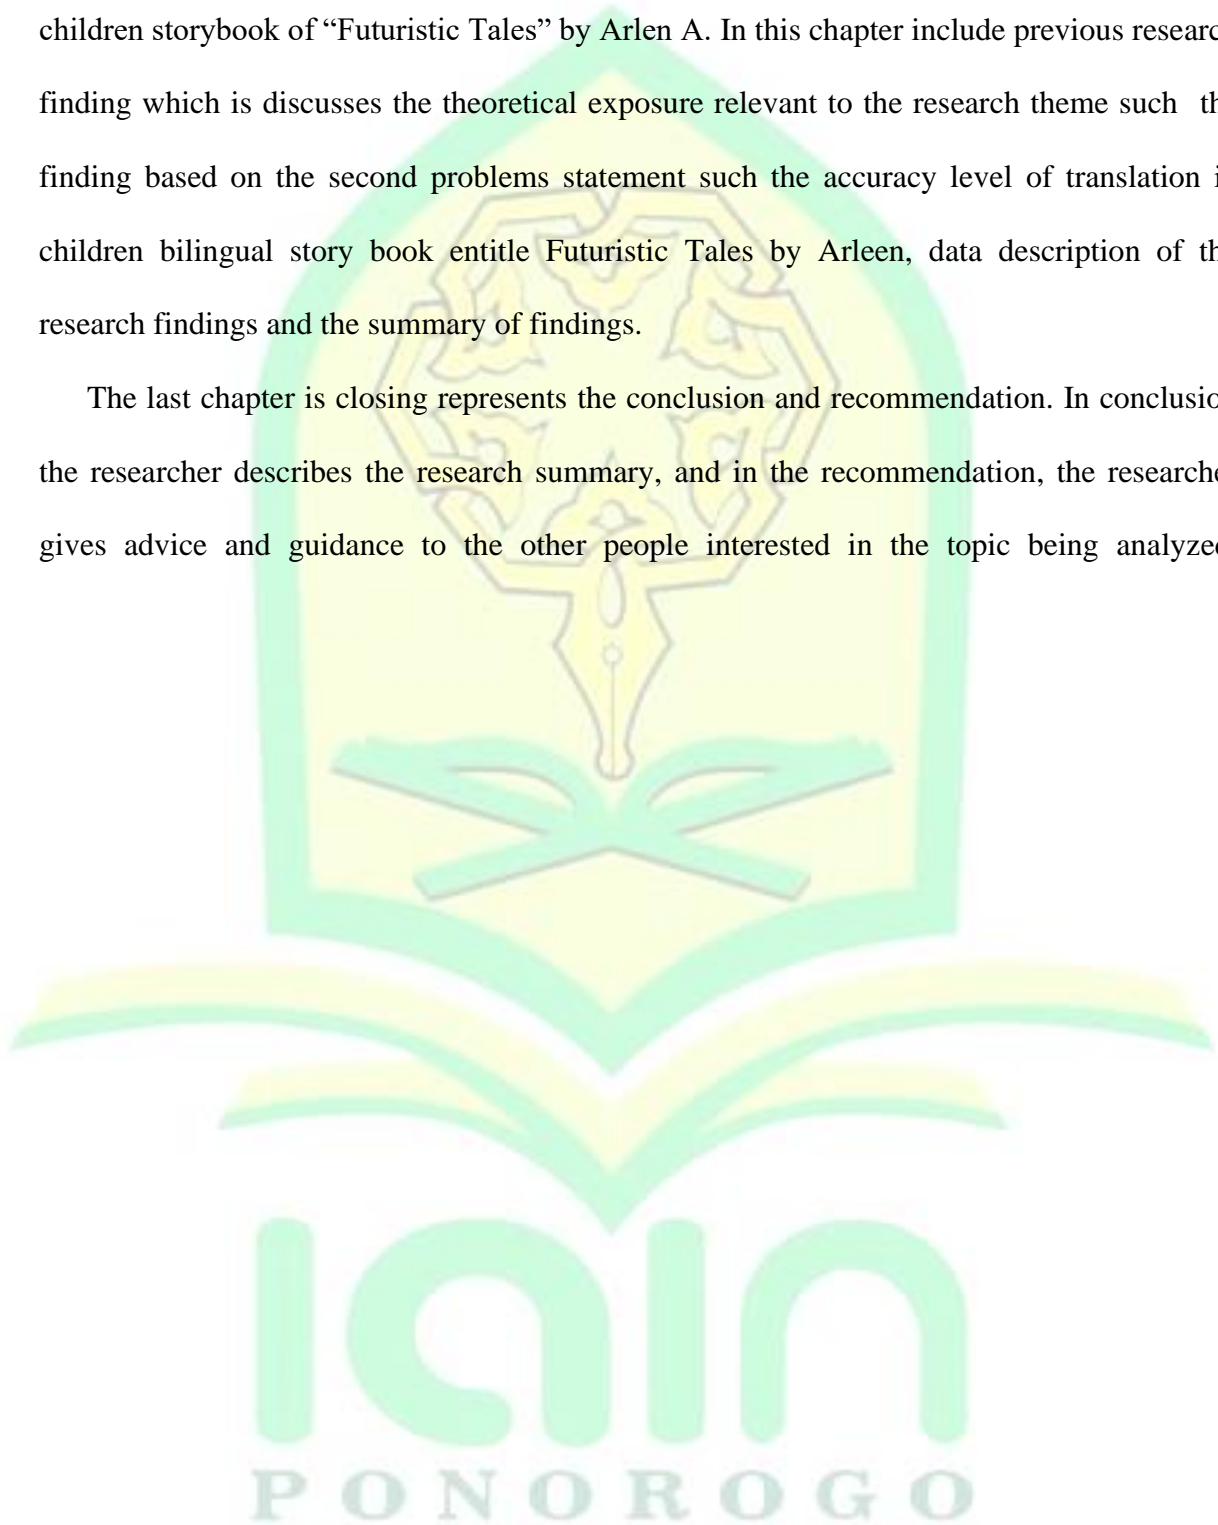 children storybook of “Futuristic Tales” by Arlen A. In this chapter include previous researc
finding which is discusses the theoretical exposure relevant to the research theme such th
finding based on the second problems statement such the accuracy level of translation i
children bilingual story book entitle Futuristic Tales by Arleen, data description of th
research findings and the summary of findings.
The last chapter is closing represents the conclusion and recommendation. In conclusio
the researcher describes the research summary, and in the recommendation, the researche
gives advice and guidance to the other people interested in the topic being analyzed
iain
PONOROGO